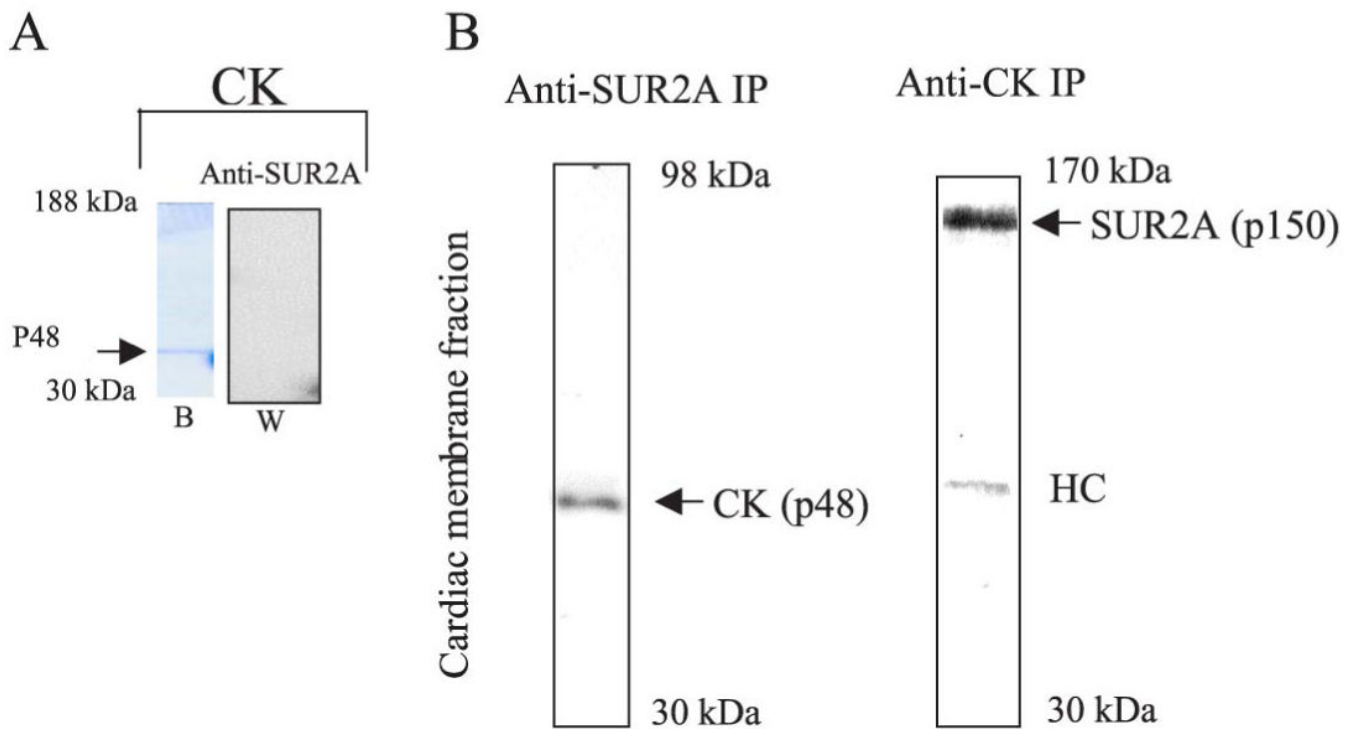 A
CK
Anti-SUR2A
188 kDa
P48
30 kDa
B
W
B
Anti-SUR2A IP
Anti-CK IP
Cardiac membrane fraction
98 kDa
CK (p48)
30 kDa
170 kDa
SUR2A (p150)
HC
30 kDa